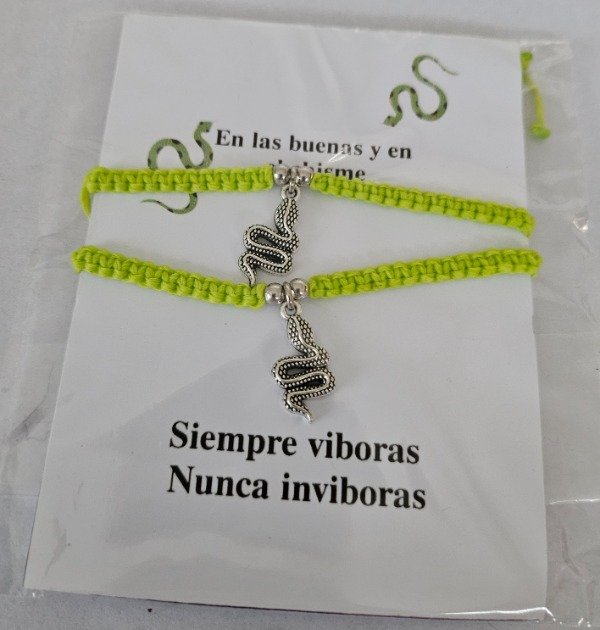 En las buenas y en
Siempre viboras
Nunca inviboras